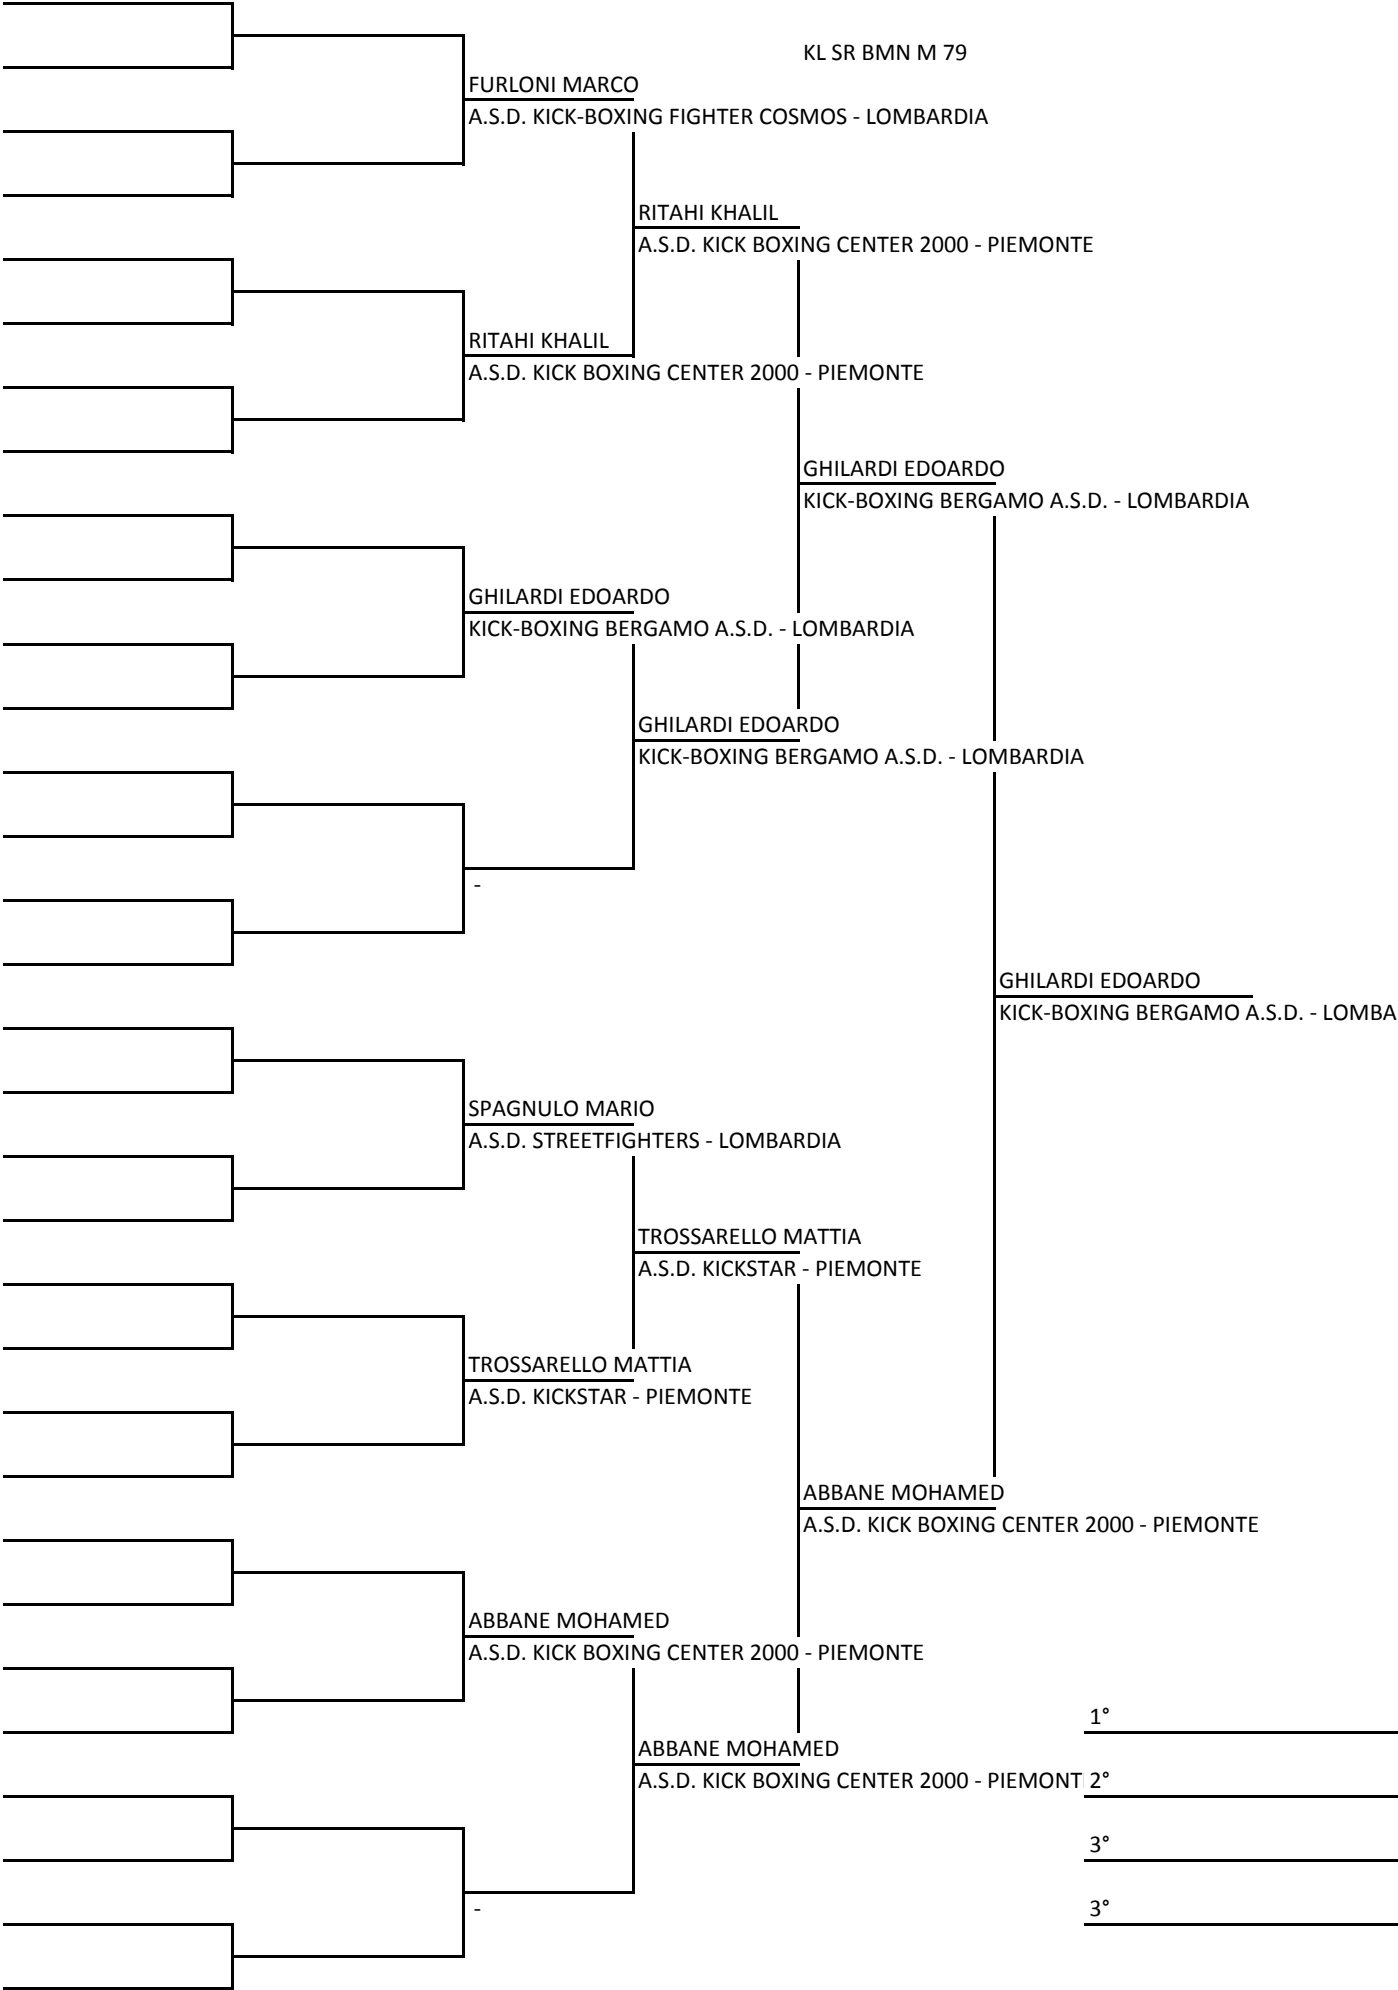 KL SR BMN M 79
FURLONI MARCO
A.S.D. KICK-BOXING FIGHTER COSMOS - LOMBARDIA
RITAHI KHALIL
A.S.D. KICK BOXING CENTER 2000 - PIEMONTE
RITAHI KHALIL
A.S.D. KICK BOXING CENTER 2000 - PIEMONTE
GHILARDI EDOARDO
KICK-BOXING BERGAMO A.S.D. - LOMBARDIA
GHILARDI EDOARDO
KICK-BOXING BERGAMO A.S.D. - LOMBARDIA
GHILARDI EDOARDO
KICK-BOXING BERGAMO A.S.D. - LOMBARDIA
-
GHILARDI EDOARDO
KICK-BOXING BERGAMO A.S.D. - LOMBA
SPAGNULO MARIO
A.S.D. STREETFIGHTERS - LOMBARDIA
TROSSARELLO MATTIA
A.S.D. KICKSTAR - PIEMONTE
TROSSARELLO MATTIA
A.S.D. KICKSTAR - PIEMONTE
ABBANE MOHAMED
A.S.D. KICK BOXING CENTER 2000 - PIEMONTE
ABBANE MOHAMED
A.S.D. KICK BOXING CENTER 2000 - PIEMONTE
1°
ABBANE MOHAMED
A.S.D. KICK BOXING CENTER 2000 - PIEMONT
2°
3°
-
3°